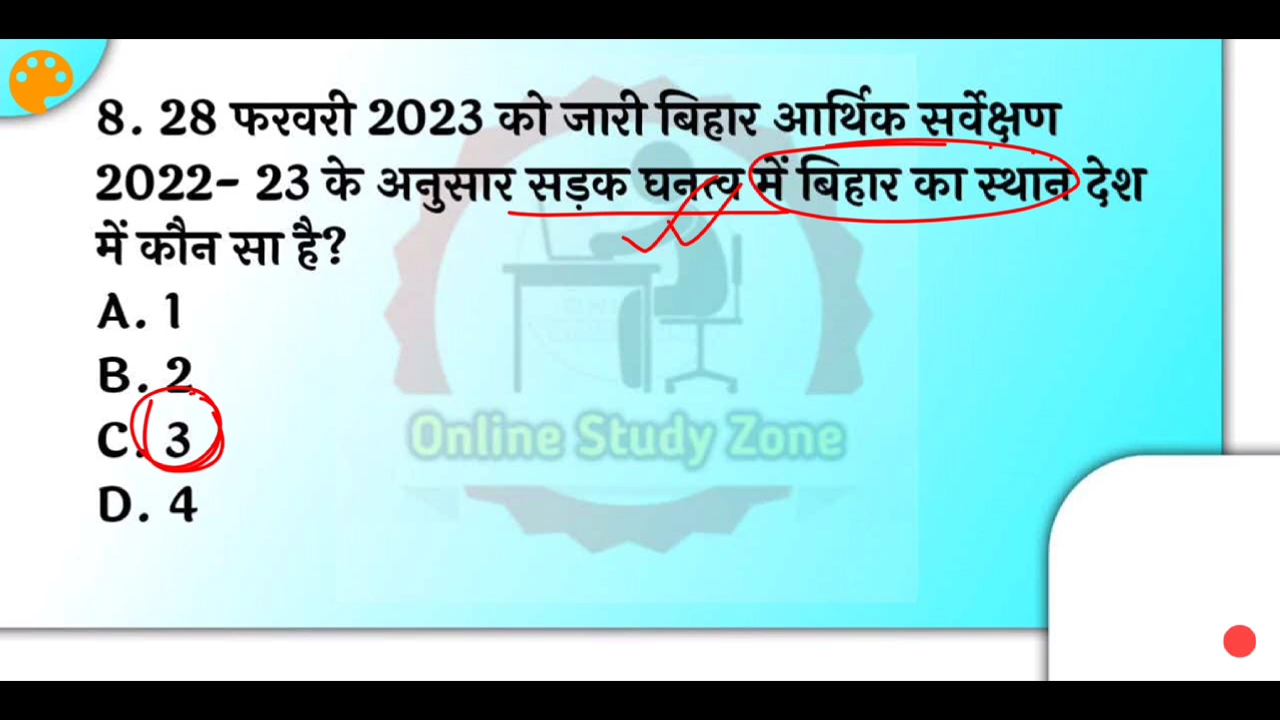 8. 28 फरवरी 2023 को जारी बिहार आर्थिक सर्वेक्षण
2022- 23 के अनुसार सड़क घनत्व में बिहार का स्थान देश
में कौन सा है?
A. 1
B. 2
C. 3
D. 4
Online Study Zone